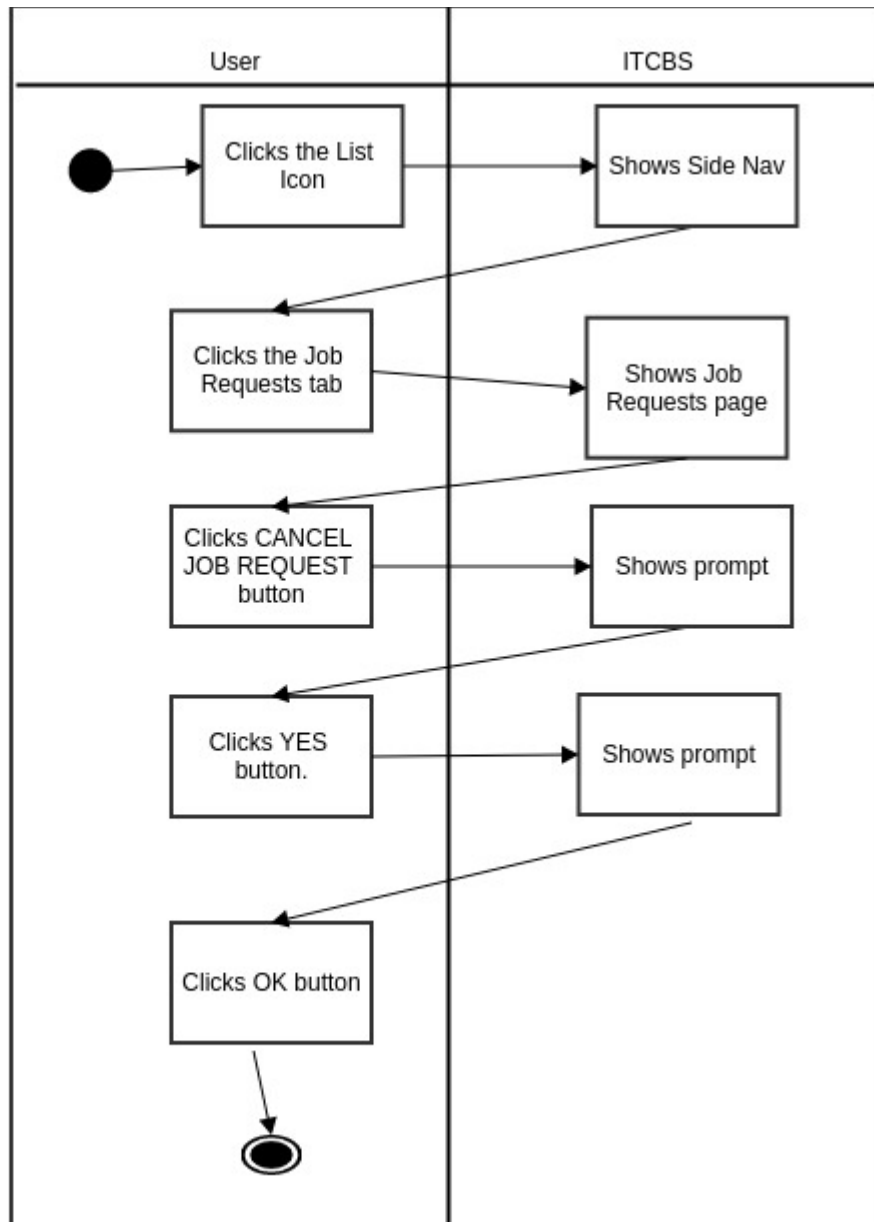 User
ITCBS
Clicks the List
Icon
Shows Side Nav
Clicks the Job
Requests tab
Shows Job
Requests page
Clicks CANCEL
JOB REQUEST
button
Shows prompt
Clicks YES
button.
Shows prompt
Clicks OK button